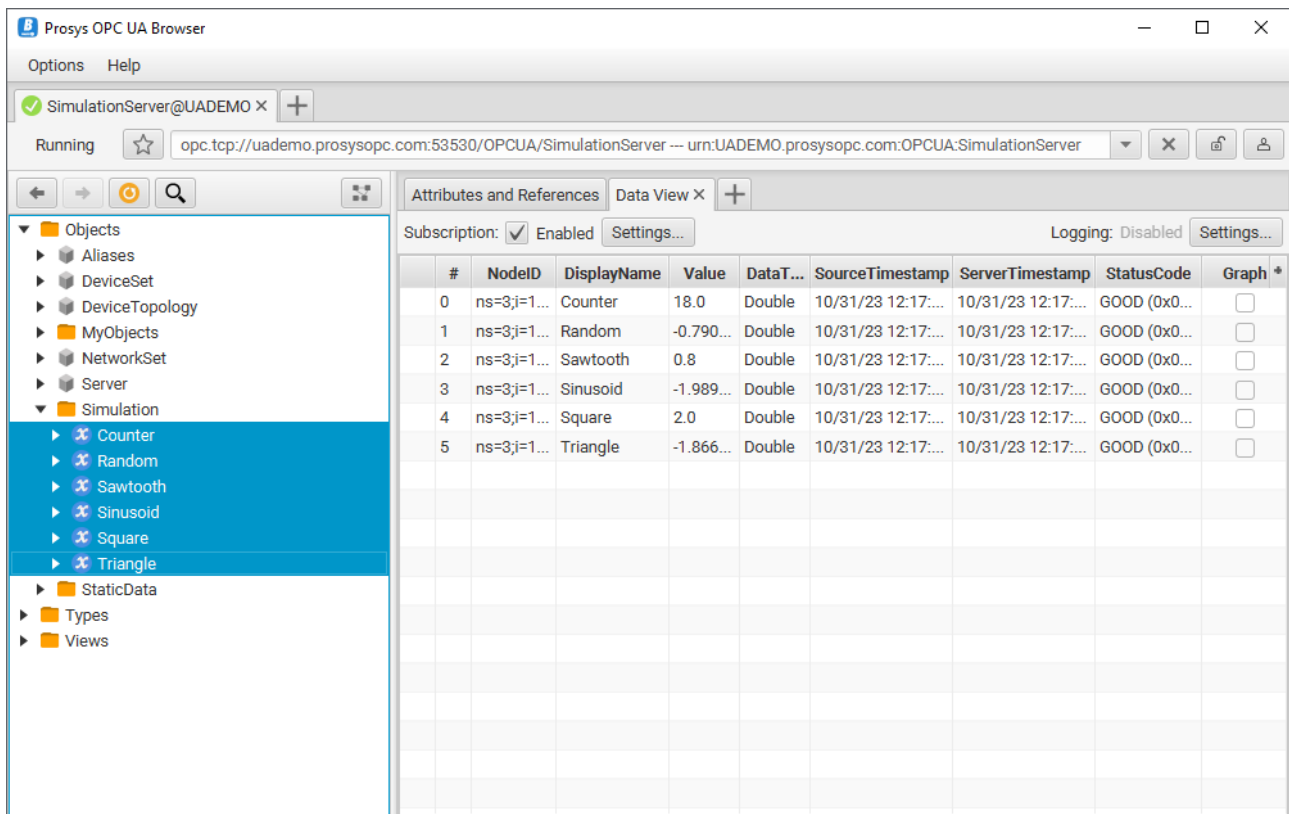 Prosys OPC UA Browser
Options Help
SimulationServer@UADEMO
Running opc.tcp://uademo.prosysopc.com:53530/OPCUA/SimulationServer --- urn:UADEMO.prosysopc.com:OPCUA:SimulationServer
Objects
Aliases
DeviceSet
DeviceTopology
MyObjects
NetworkSet
Server
Simulation
Counter
Random
Sawtooth
Sinusoid
Square
Triangle
StaticData
Types
Views
Attributes and References Data View
Subscription: Enabled Settings... Logging: Disabled Settings...
# NodeID DisplayName Value DataT... SourceTimestamp ServerTimestamp StatusCode Graph
0 ns=3;i=1... Counter 18.0 Double 10/31/23 12:17:... 10/31/23 12:17:... GOOD (0x0...
1 ns=3;i=1... Random -0.790... Double 10/31/23 12:17:... 10/31/23 12:17:... GOOD (0x0...
2 ns=3;i=1... Sawtooth 0.8 Double 10/31/23 12:17:... 10/31/23 12:17:... GOOD (0x0...
3 ns=3;i=1... Sinusoid -1.989... Double 10/31/23 12:17:... 10/31/23 12:17:... GOOD (0x0...
4 ns=3;i=1... Square 2.0 Double 10/31/23 12:17:... 10/31/23 12:17:... GOOD (0x0...
5 ns=3;i=1... Triangle -1.866... Double 10/31/23 12:17:... 10/31/23 12:17:... GOOD (0x0...